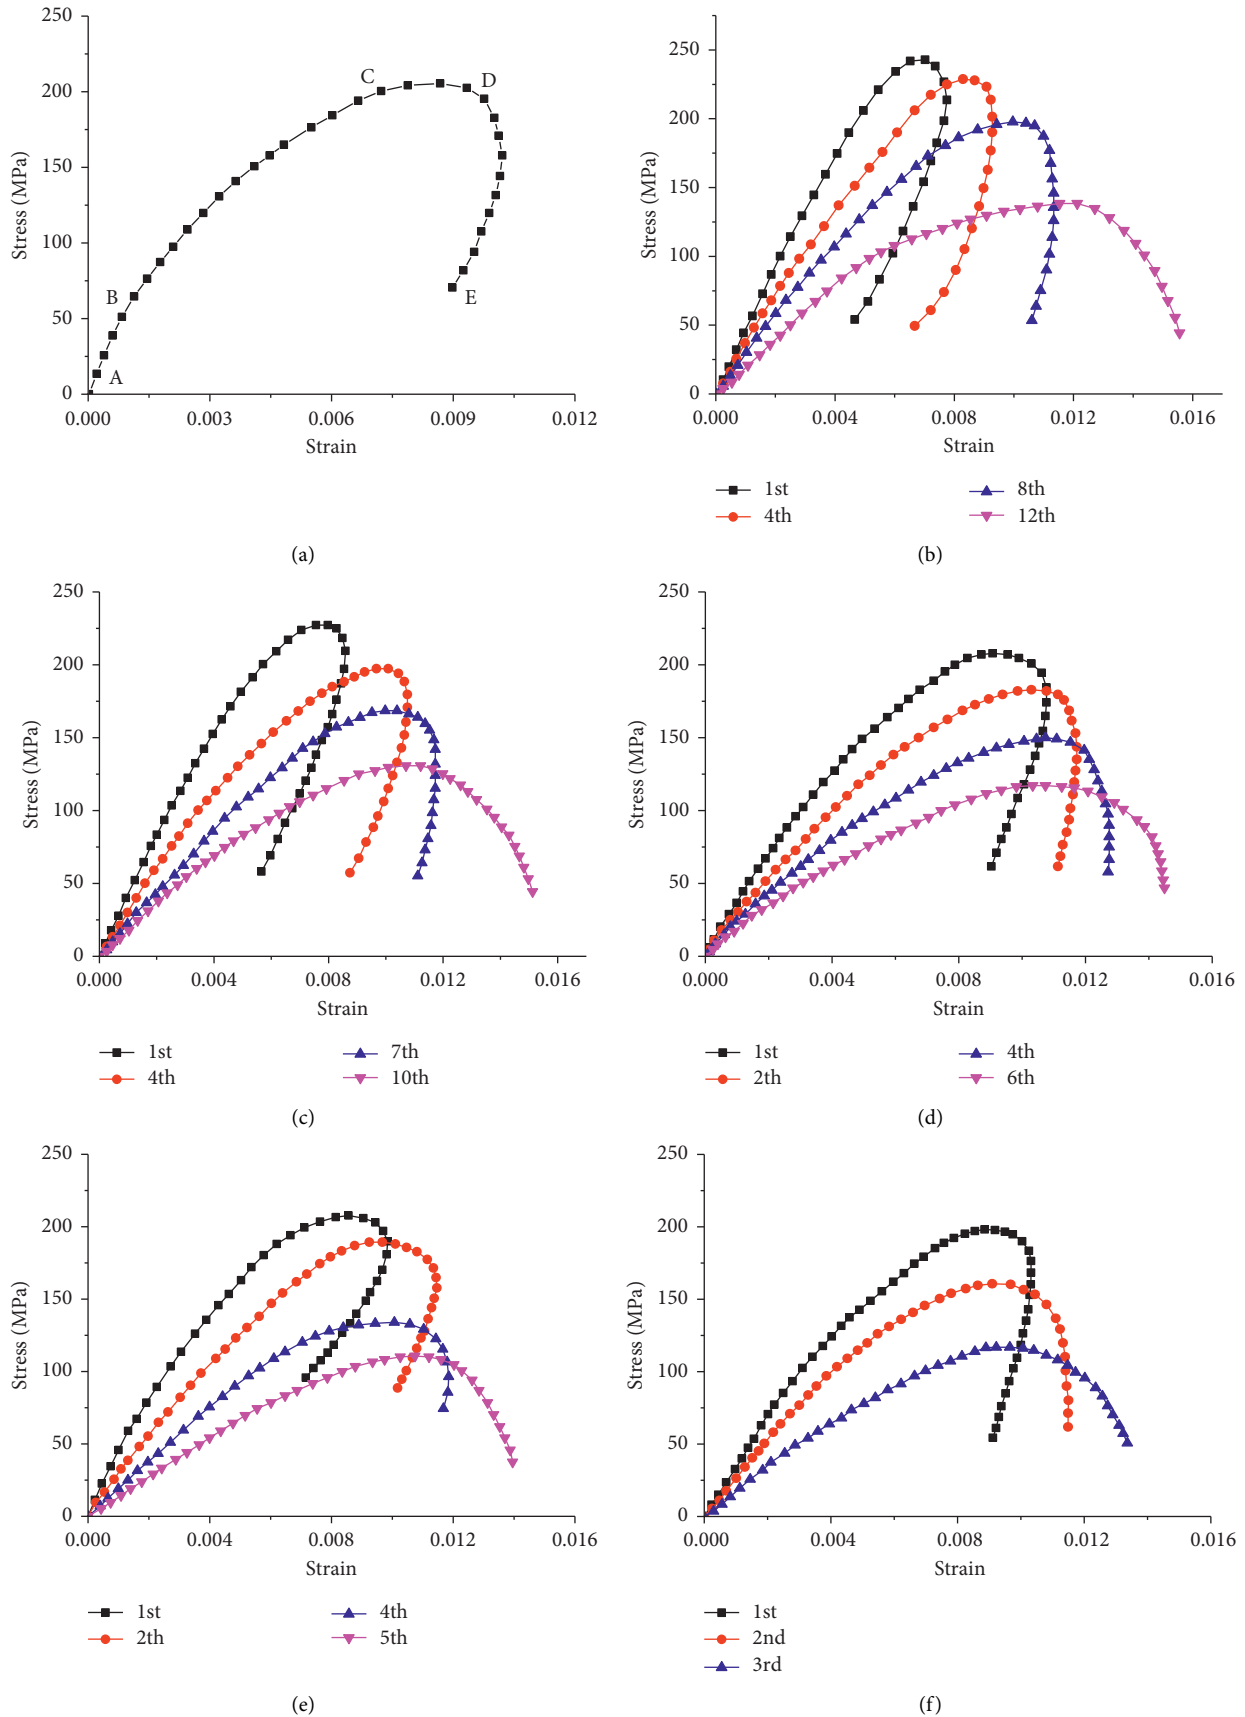 250
200
150
100
50
0
Stress (MPa)
A
B
C
D
E
0.000 0.003 0.006 0.009 0.012
Strain
(a)
250
200
150
100
50
0
Stress (MPa)
0.000 0.004 0.008 0.012
Strain
1st 8th
4th 12th
(b)
250
200
150
100
50
0
Stress (MPa)
0.000 0.004 0.008 0.012 0.016
Strain
1st 7th
4th 10th
(c)
250
200
150
100
50
0
Stress (MPa)
0.000 0.004 0.008 0.012 0.016
Strain
1st 4th
2th 6th
(d)
250
200
150
100
50
0
Stress (MPa)
0.000 0.004 0.008 0.012 0.016
Strain
1st 4th
2th 5th
(e)
250
200
150
100
50
0
Stress (MPa)
0.000 0.004 0.008 0.012 0.016
Strain
1st
2nd
3rd
(f)